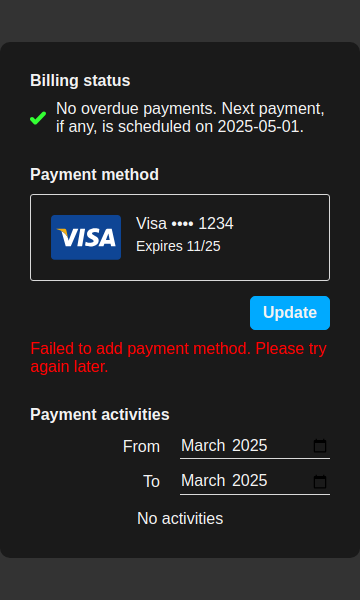 Billing status
No overdue payments. Next payment,
if any, is scheduled on 2025-05-01.
Payment method
VISA
Visa •••• 1234
Expires 11/25
Update
Failed to add payment method. Please try
again later.
Payment activities
From March 2025
To March 2025
No activities